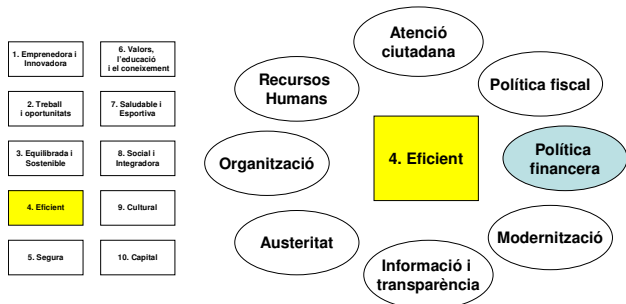 1. Emprenedora i
Innovadora
6. Valors,
l'educació
i el coneixement
2. Treball
i oportunitats
7. Saludable i
Esportiva
3. Equilibrada i
Sostenible
8. Social i
Integradora
4. Eficient
9. Cultural
5. Segura
10. Capital
Atenció
ciutadana
Recursos
Humans
Política fiscal
Organització
4. Eficient
Política
financera
Austeritat
Modernització
Informació i
transparència